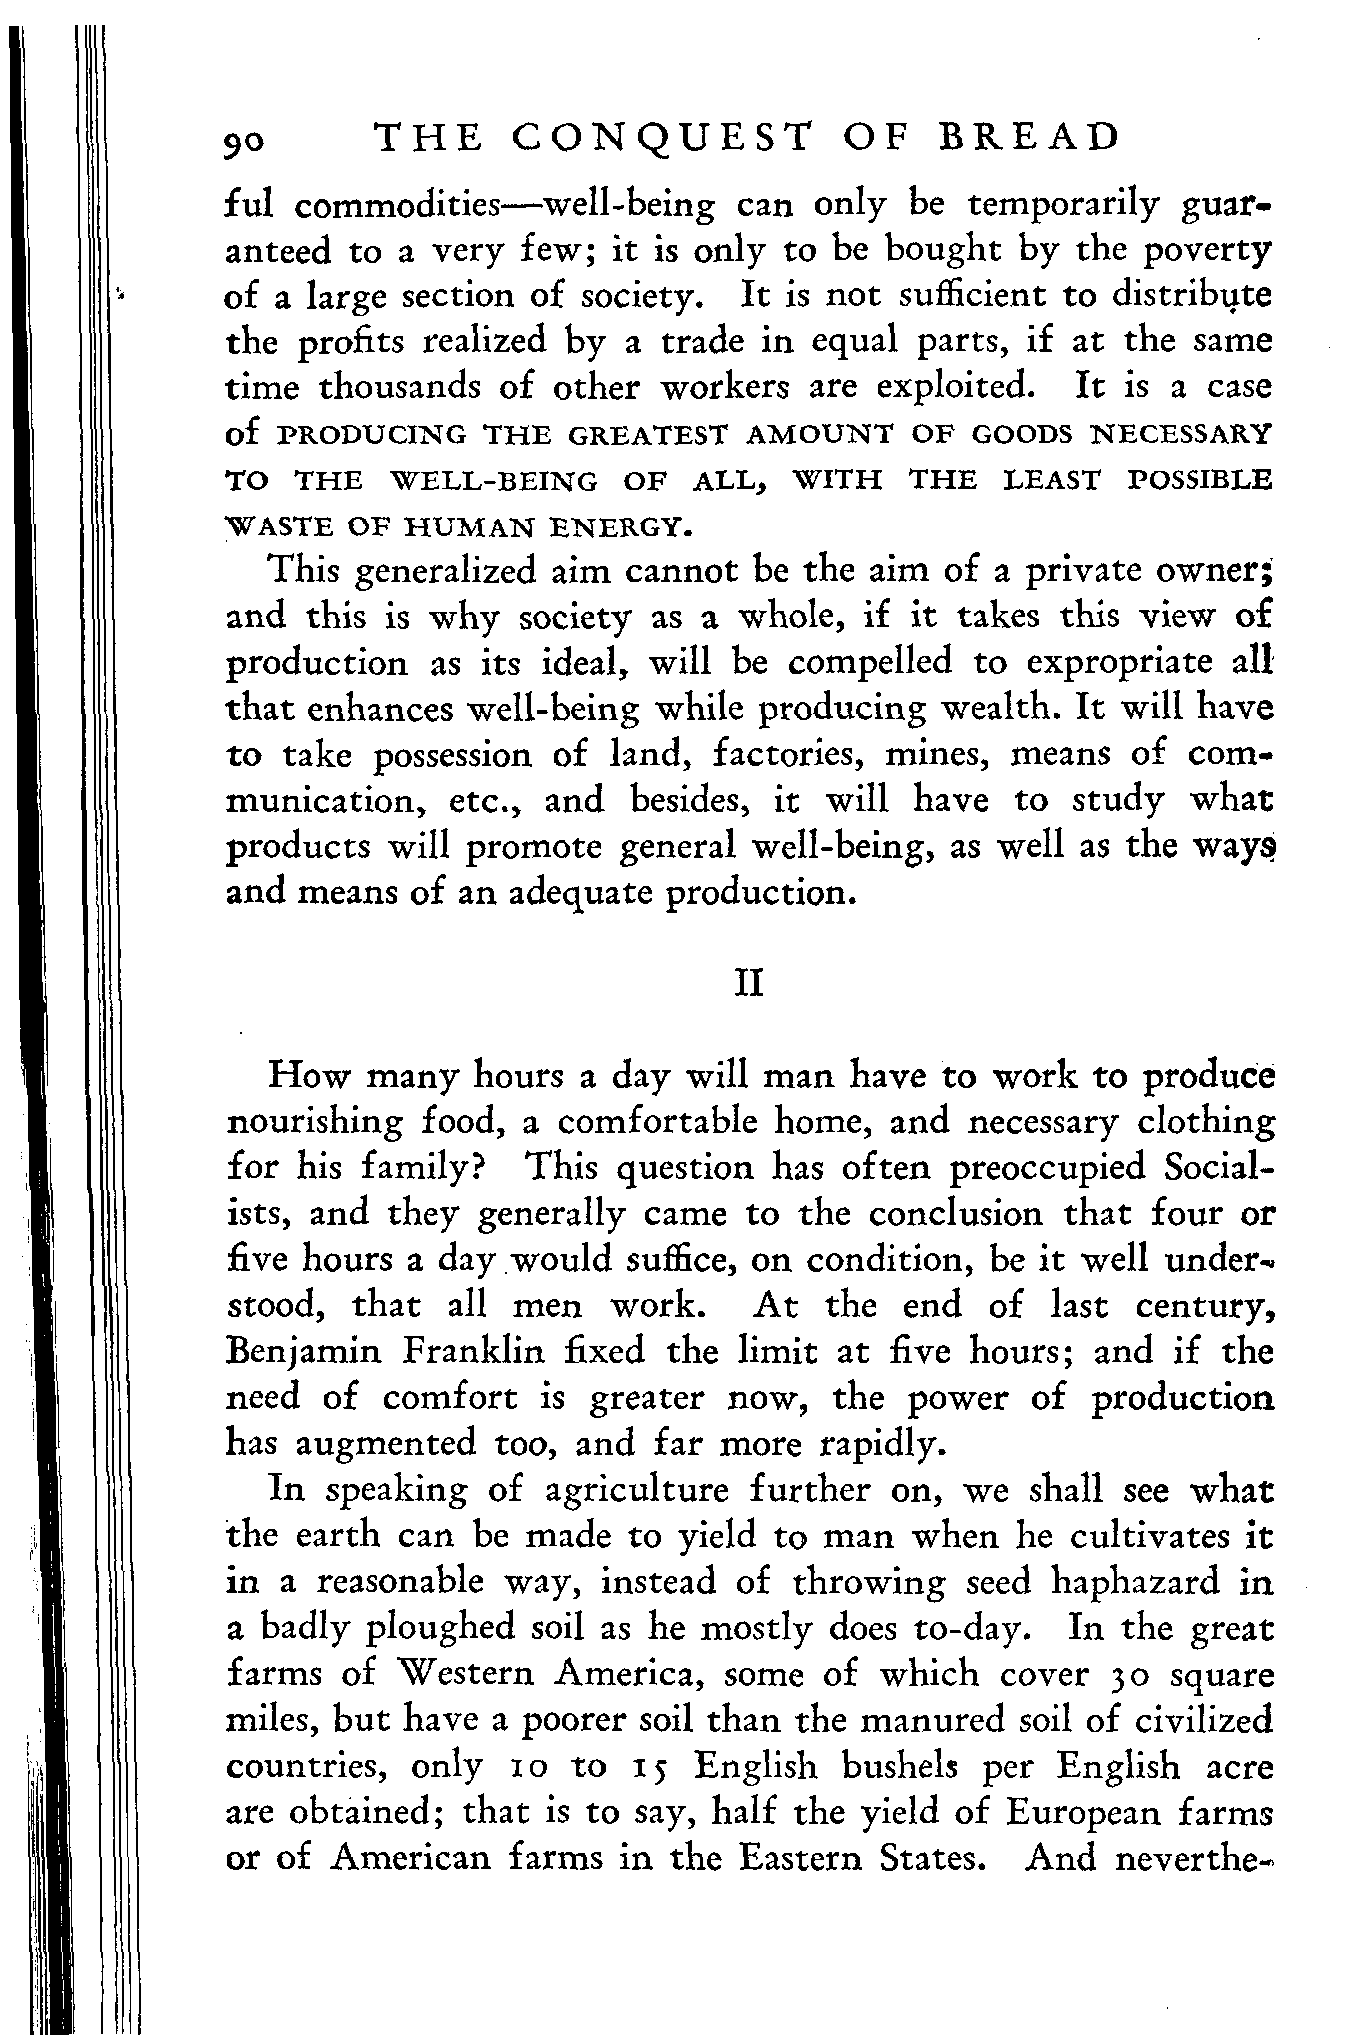 90 THE CONQUEST OF BREAD
ful commodities—well-being can only be temporarily guar-
anteed to a very few; it is only to be bought by the poverty
of a large section of society. It is not sufficient to distribute
the profits realized by a trade in equal parts, if at the same
time thousands of other workers are exploited. It is a case
of PRODUCING THE GREATEST AMOUNT OF GOODS NECESSARY
TO THE WELL-BEING OF ALL, WITH THE LEAST POSSIBLE
WASTE OF HUMAN ENERGY.
This generalized aim cannot be the aim of a private owner;
and this is why society as a whole, if it takes this view of
production as its ideal, will be compelled to expropriate all
that enhances well-being while producing wealth. It will have
to take possession of land, factories, mines, means of com-
munication, etc., and besides, it will have to study what
products will promote general well-being, as well as the ways
and means of an adequate production.
II
How many hours a day will man have to work to produce
nourishing food, a comfortable home, and necessary clothing
for his family? This question has often preoccupied Social-
ists, and they generally came to the conclusion that four or
five hours a day would suffice, on condition, be it well under-
stood, that all men work. At the end of last century,
Benjamin Franklin fixed the limit at five hours; and if the
need of comfort is greater now, the power of production
has augmented too, and far more rapidly.
In speaking of agriculture further on, we shall see what
the earth can be made to yield to man when he cultivates it
in a reasonable way, instead of throwing seed haphazard in
a badly ploughed soil as he mostly does to-day. In the great
farms of Western America, some of which cover 30 square
miles, but have a poorer soil than the manured soil of civilized
countries, only 10 to 15 English bushels per English acre
are obtained; that is to say, half the yield of European farms
or of American farms in the Eastern States. And neverthe-